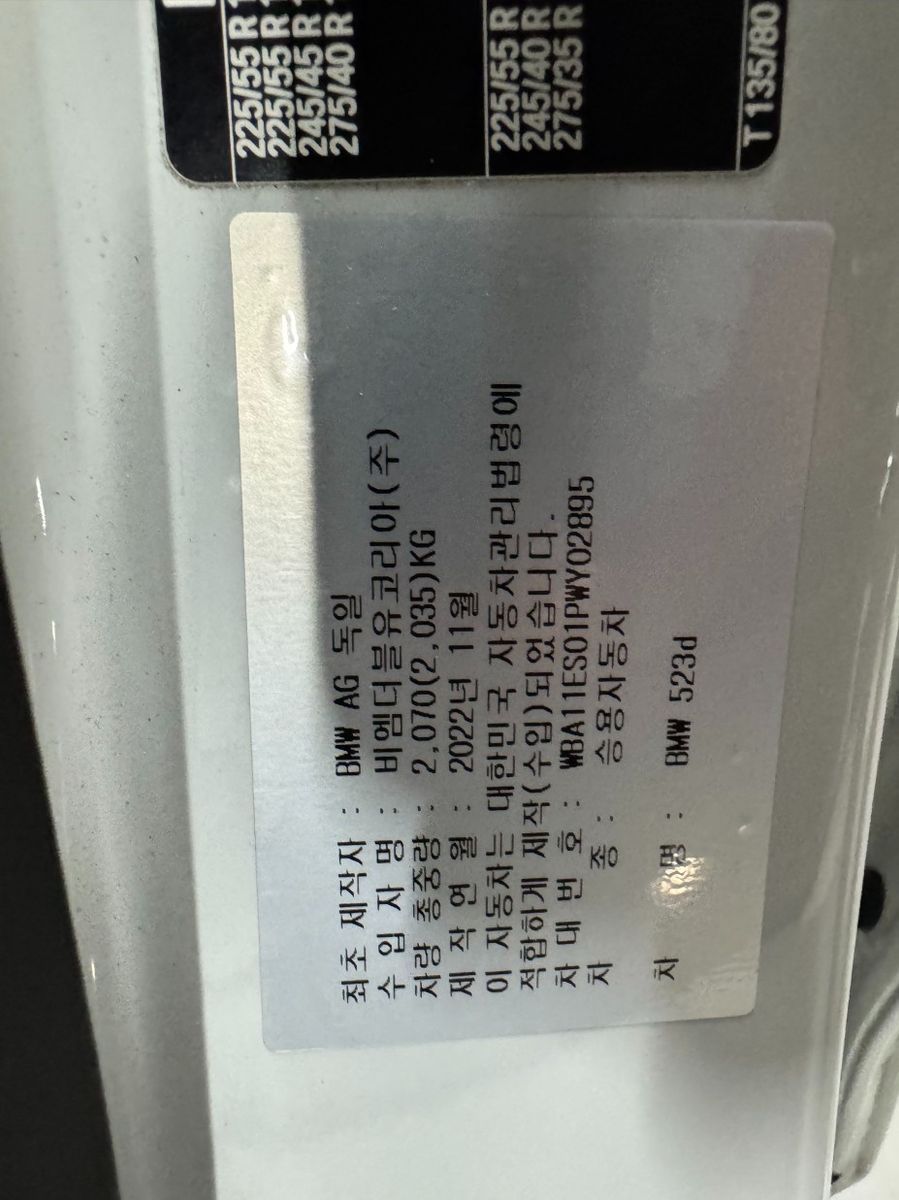 225/55 R
225/55 R
245/45 R
275/40 R
225/55 R
245/40 R
275/35 R
T 135/80
최초 제작자 : BMW AG 독일
수 입 자 명 : 비엠더블유코리아(주)
차량 총중량 : 2,070(2,035)KG
제 작 연 월 : 2022년 11월
이 자동차는 대한민국 자동차관리법령에
적합하게 제작(수입)되었습니다.
차 대 번 호 : WBA11ES01PWY02895
차 종 : 승용자동차
차 명 : BMW 523d